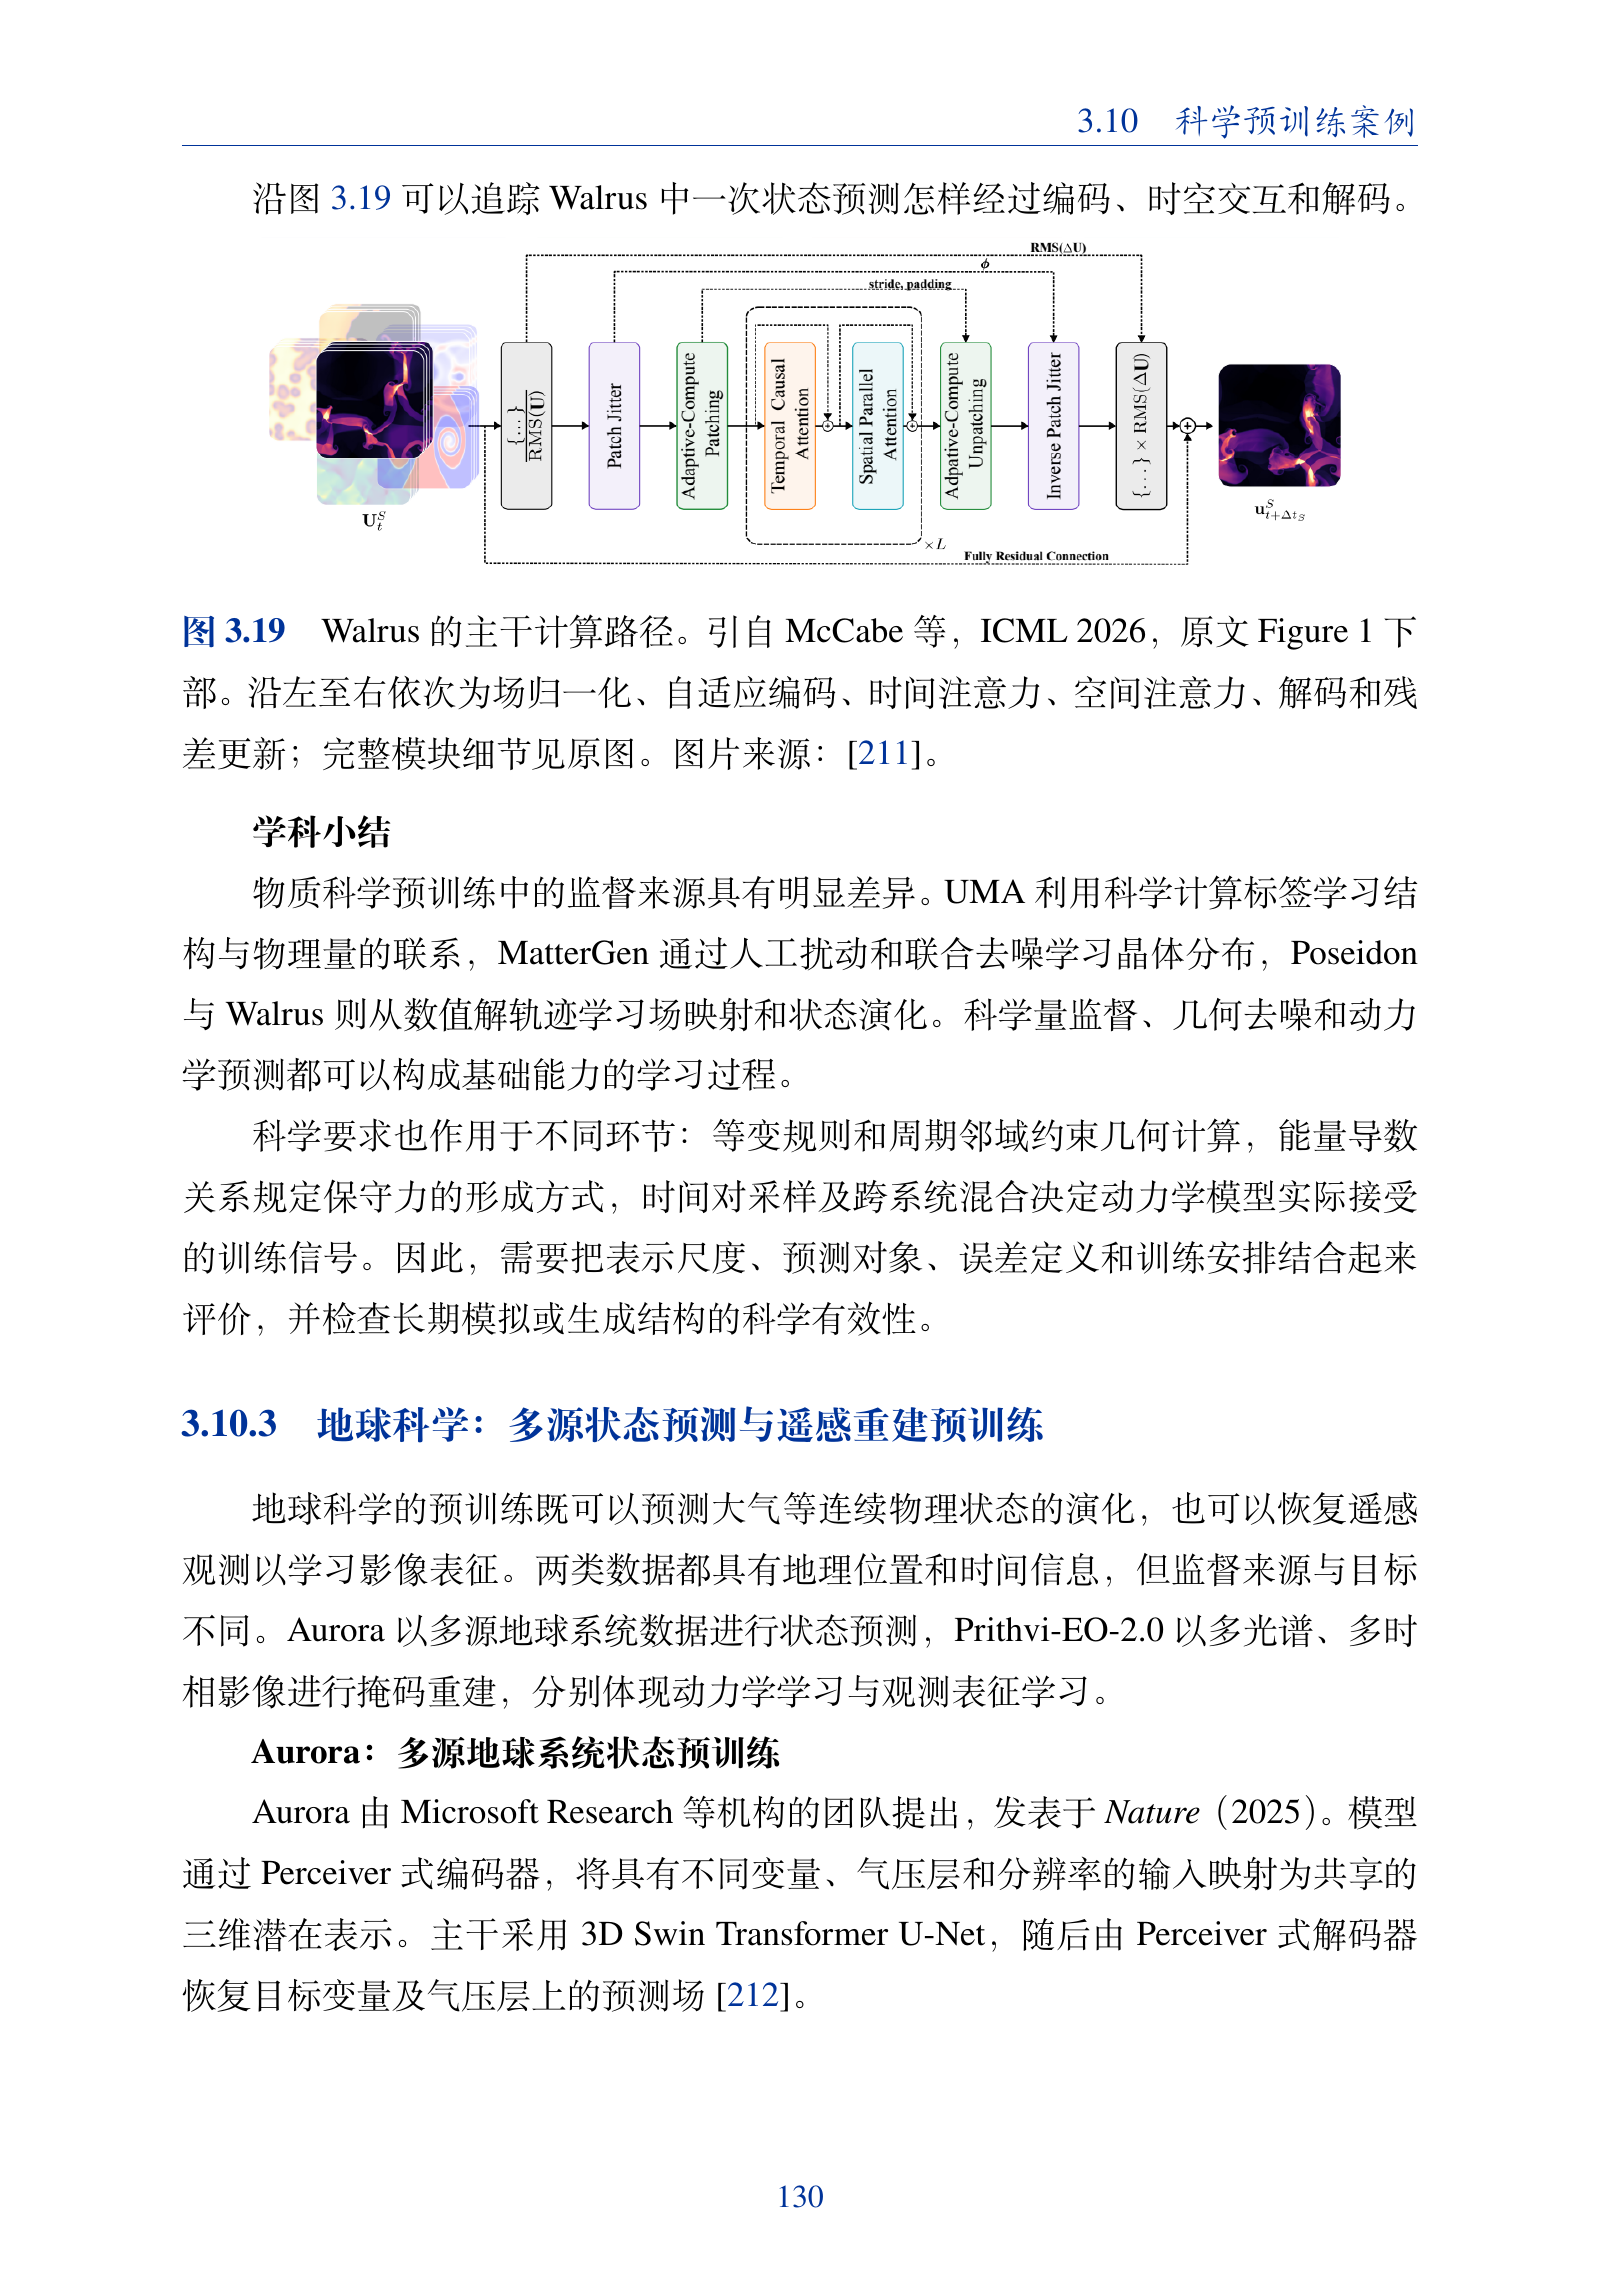 3.10 科学预训练案例
沿图 3.19 可以追踪 Walrus 中一次状态预测怎样经过编码、时空交互和解码。
RMS(ΔU)
ϕ
stride, padding
{…} / RMS(U)
Patch Jitter
Adaptive-Compute Patching
Temporal Causal Attention
Spatial Parallel Attention
Adpative-Compute Unpatching
Inverse Patch Jitter
{…} × RMS(ΔU)
U_t^S
u_{t+Δt_S}^S
×L
Fully Residual Connection
图 3.19 Walrus 的主干计算路径。引自 McCabe 等，ICML 2026，原文 Figure 1 下
部。沿左至右依次为场归一化、自适应编码、时间注意力、空间注意力、解码和残
差更新；完整模块细节见原图。图片来源：[211]。
学科小结
物质科学预训练中的监督来源具有明显差异。UMA 利用科学计算标签学习结
构与物理量的联系，MatterGen 通过人工扰动和联合去噪学习晶体分布，Poseidon
与 Walrus 则从数值解轨迹学习场映射和状态演化。科学量监督、几何去噪和动力
学预测都可以构成基础能力的学习过程。
科学要求也作用于不同环节：等变规则和周期邻域约束几何计算，能量导数
关系规定保守力的形成方式，时间对采样及跨系统混合决定动力学模型实际接受
的训练信号。因此，需要把表示尺度、预测对象、误差定义和训练安排结合起来
评价，并检查长期模拟或生成结构的科学有效性。
3.10.3 地球科学：多源状态预测与遥感重建预训练
地球科学的预训练既可以预测大气等连续物理状态的演化，也可以恢复遥感
观测以学习影像表征。两类数据都具有地理位置和时间信息，但监督来源与目标
不同。Aurora 以多源地球系统数据进行状态预测，Prithvi-EO-2.0 以多光谱、多时
相影像进行掩码重建，分别体现动力学学习与观测表征学习。
Aurora：多源地球系统状态预训练
Aurora 由 Microsoft Research 等机构的团队提出，发表于 Nature（2025）。模型
通过 Perceiver 式编码器，将具有不同变量、气压层和分辨率的输入映射为共享的
三维潜在表示。主干采用 3D Swin Transformer U-Net，随后由 Perceiver 式解码器
恢复目标变量及气压层上的预测场 [212]。
130